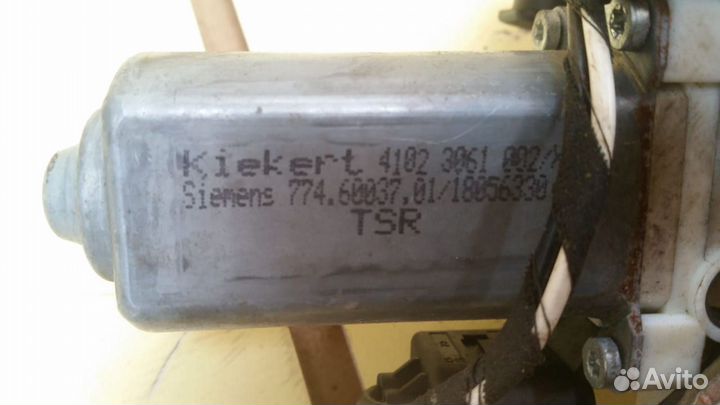 Kiekert 4102 3061 002/
Siemens 774.60037.01/18056330
TSR
Avito